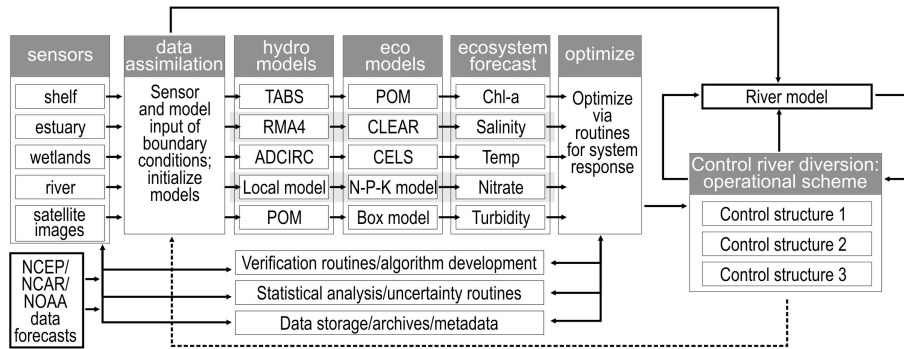 sensors
shelf
estuary
wetlands
river
satellite
images
data
assimilation
Sensor
and model
input of
boundary
conditions;
initialize
models
hydro
models
TABS
RMA4
ADCIRC
Local model
POM
eco
models
POM
CLEAR
CELS
N-P-K model
Box model
ecosystem
forecast
Chl-a
Salinity
Temp
Nitrate
Turbidity
optimize
Optimize
via
routines
for system
response
River model
Control river diversion:
operational scheme
Control structure 1
Control structure 2
Control structure 3
NCEP/
NCAR/
NOAA
data
forecasts
Verification routines/algorithm development
Statistical analysis/uncertainty routines
Data storage/archives/metadata